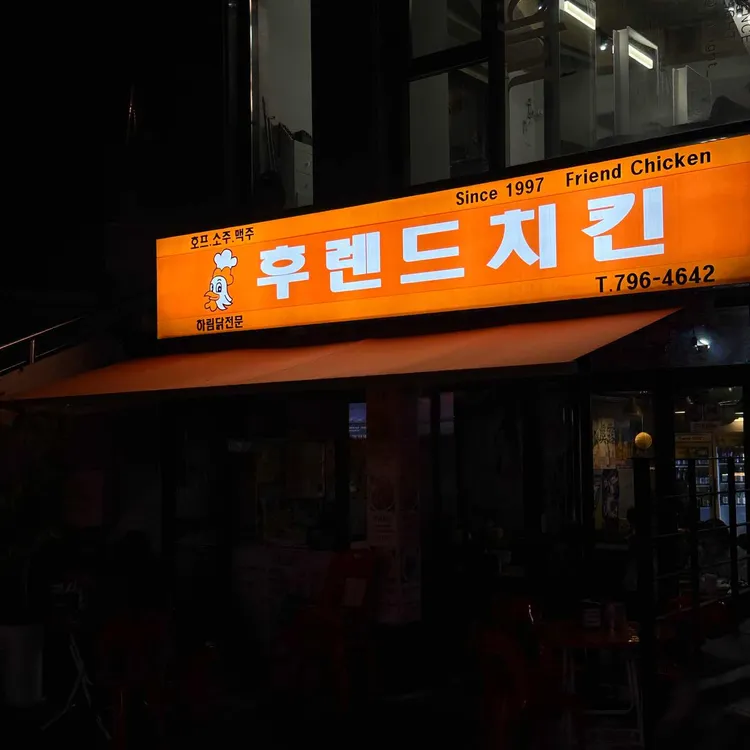 Since 1997 Friend Chicken
호프.소주.맥주
후렌드치킨
하림닭전문
T.796-4642